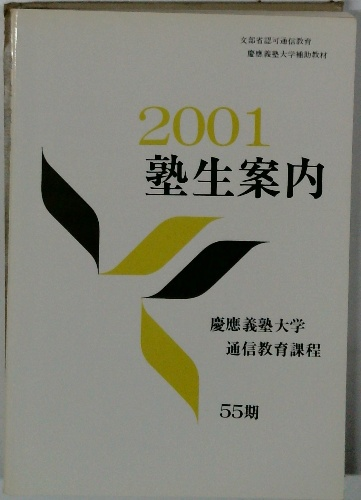 文部省認可通信教育
慶應義塾大学補助教材
2001
塾生案内
慶應義塾大学
通信教育課程
55期